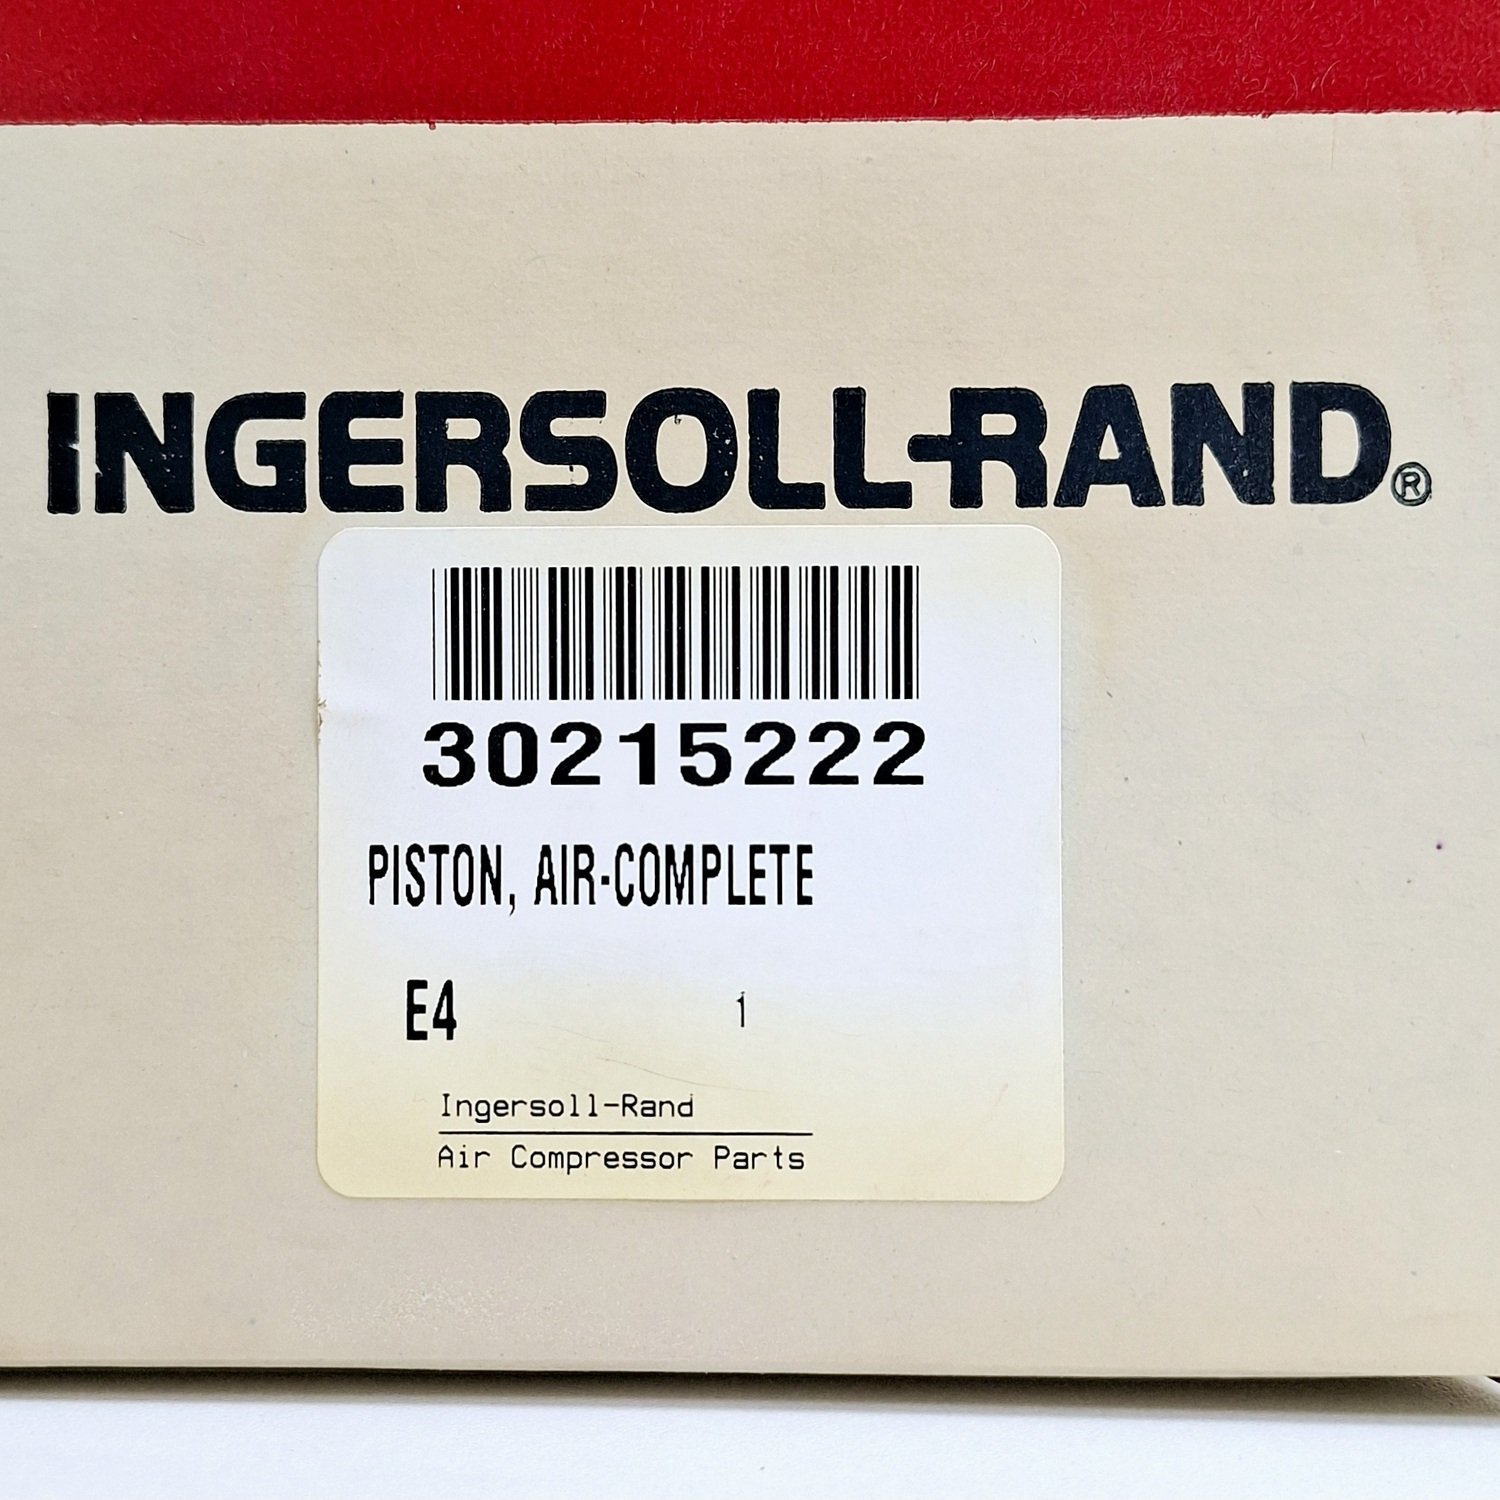 INGERSOLL-RAND®
30215222
PISTON, AIR-COMPLETE
E4 1
Ingersoll-Rand
Air Compressor Parts